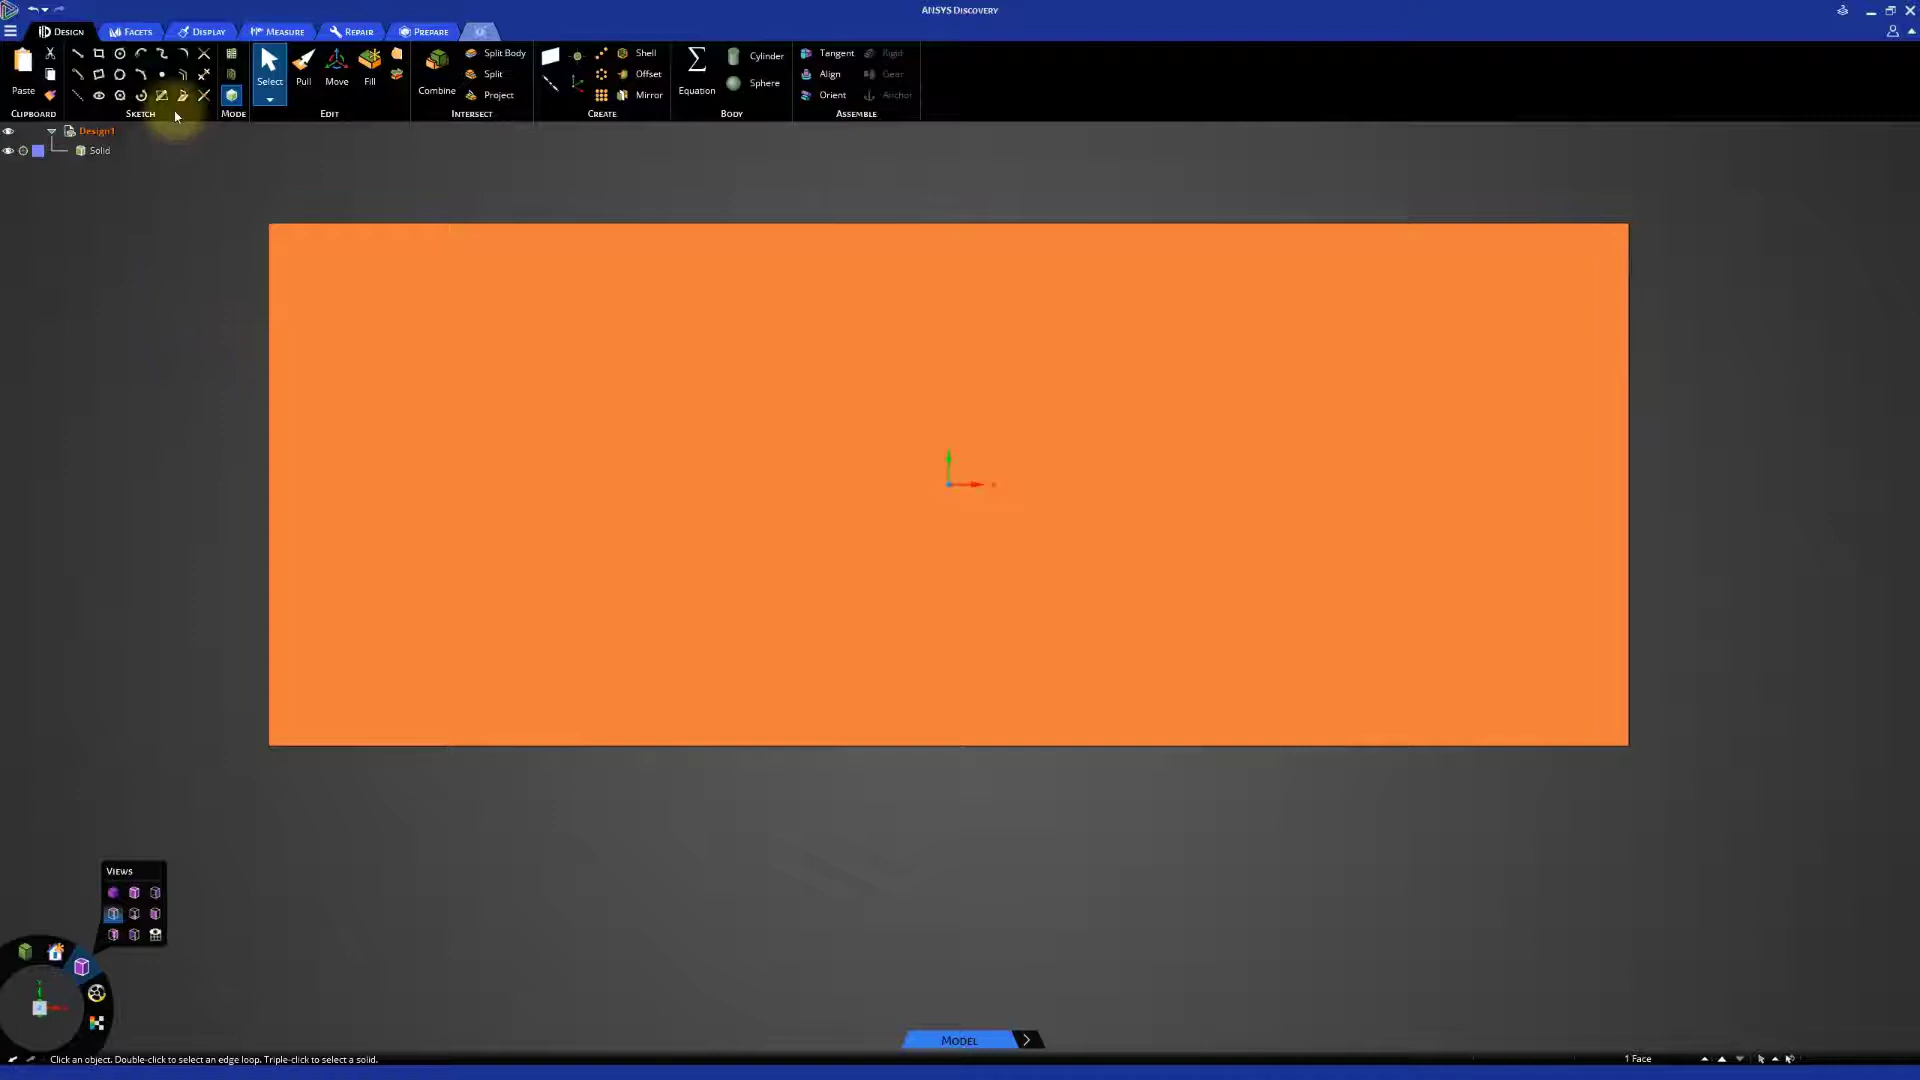 ANSYS DISCOVERY
DESIGN FACETS DISPLAY MEASURE REPAIR PREPARE
Paste
Select Pull Move Fill
Combine Split Body
Split
Project
Shell
Offset
Mirror
Equation Cylinder
Sphere
Tangent Rigid
Align Gear
Orient Anchor
CLIPBOARD SKETCH MODE EDIT INTERSECT CREATE BODY ASSEMBLE
Design1
Solid
VIEWS
MODEL
Click an object. Double-click to select an edge loop. Triple-click to select a solid.
1 Face